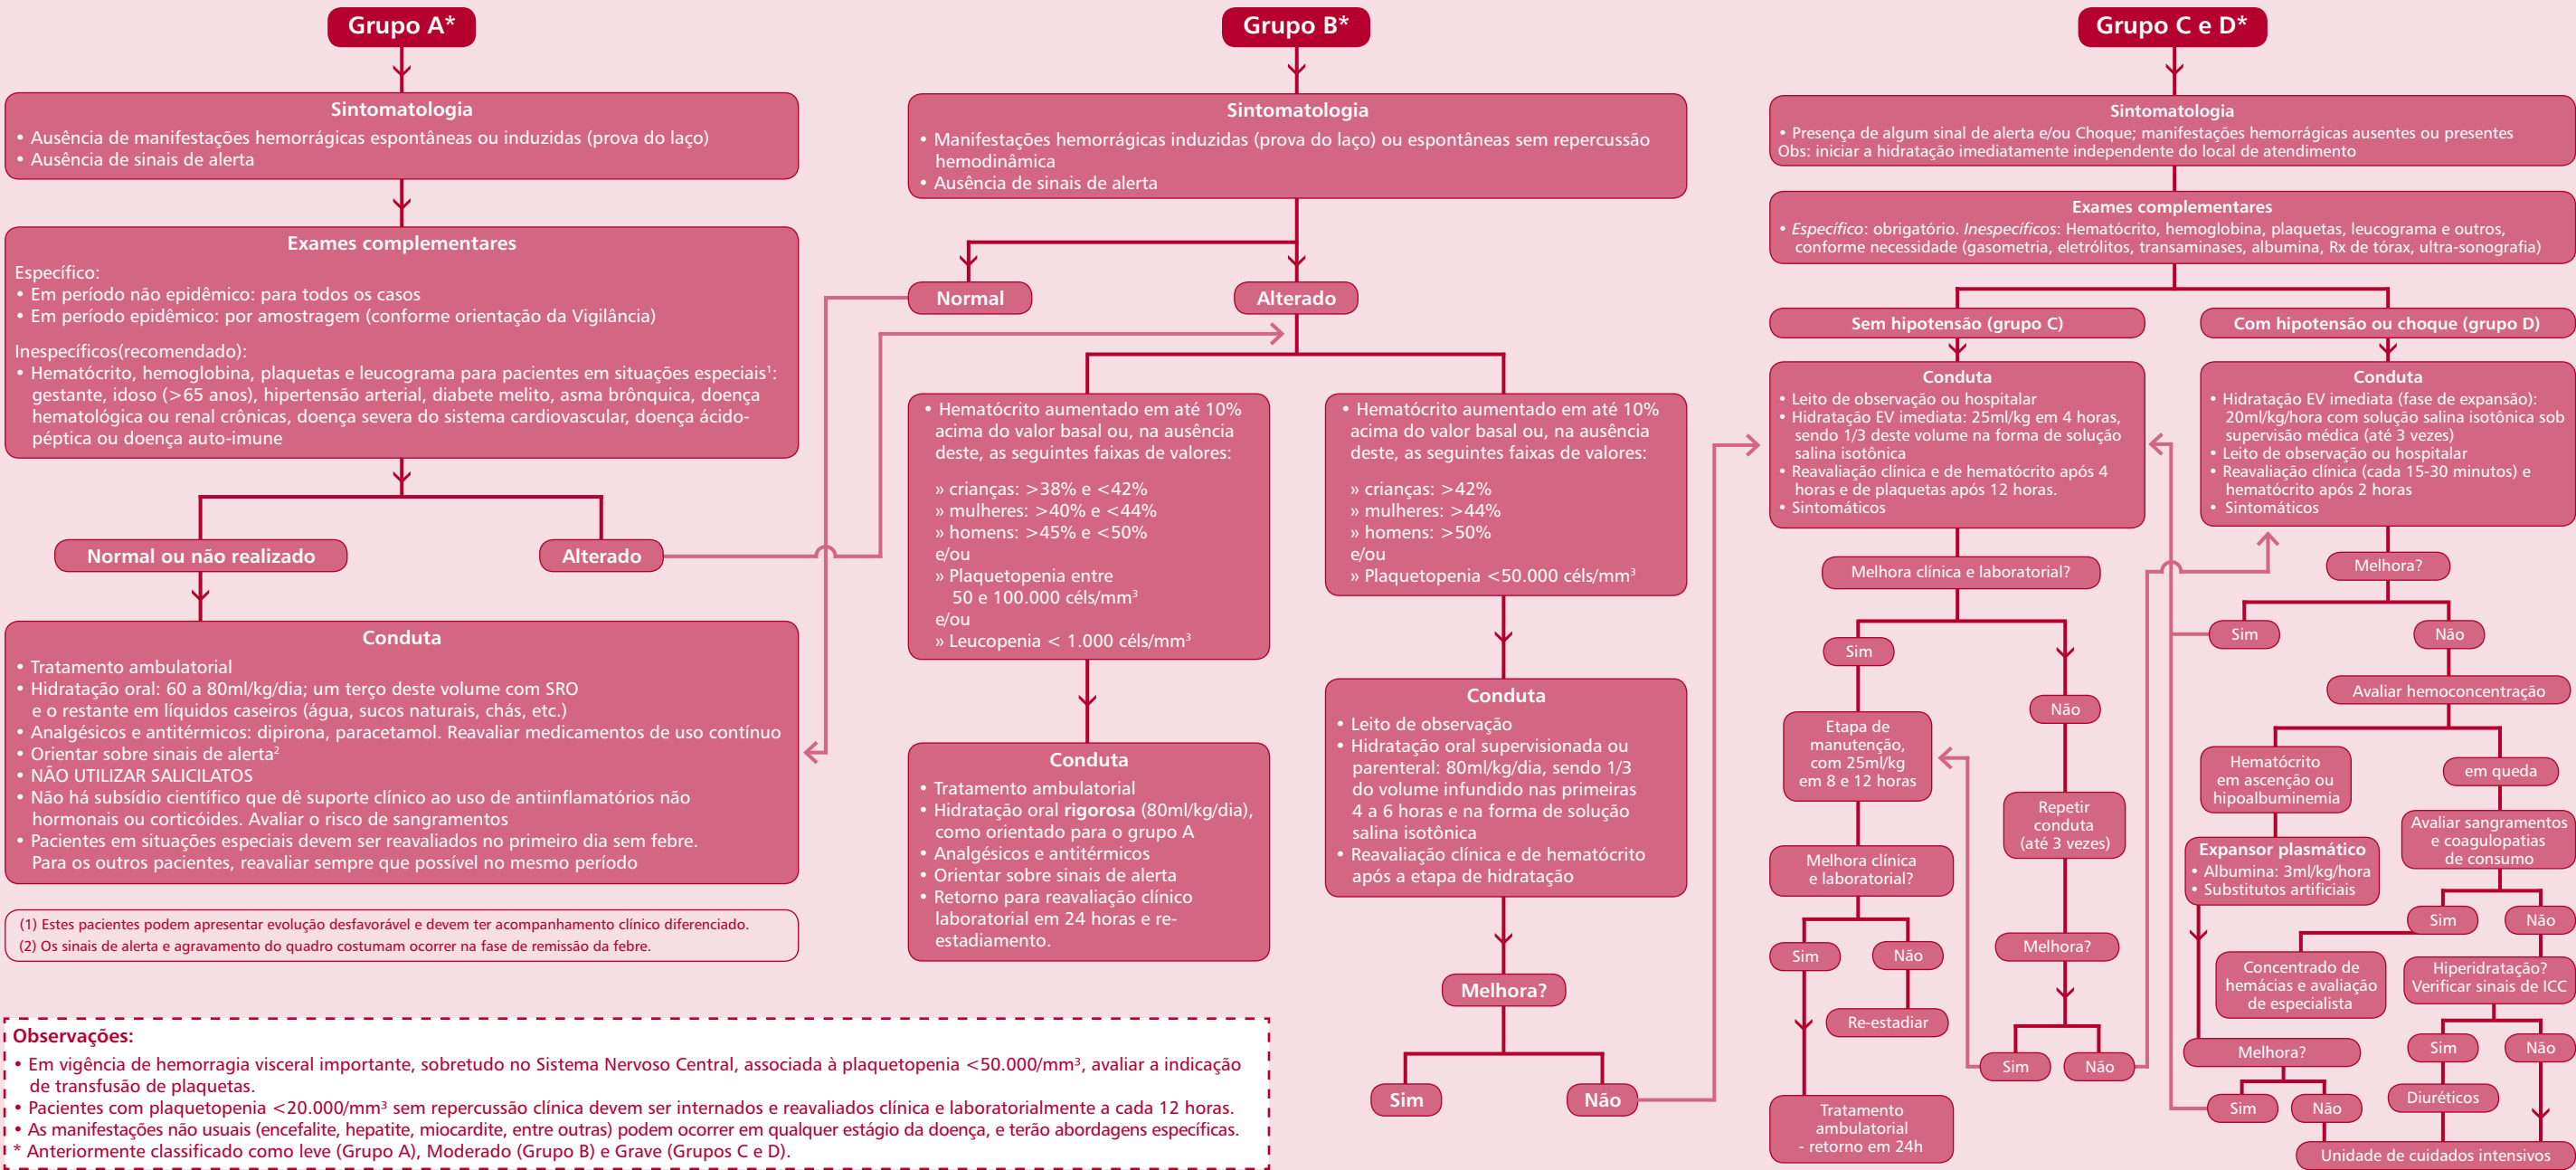 Grupo A*
Sintomatologia
• Ausência de manifestações hemorrágicas espontâneas ou induzidas (prova do laço)
• Ausência de sinais de alerta
Exames complementares
Específico:
• Em período não epidêmico: para todos os casos
• Em período epidêmico: por amostragem (conforme orientação da Vigilância)
Inespecíficos(recomendado):
• Hematócrito, hemoglobina, plaquetas e leucograma para pacientes em situações especiais¹:
gestante, idoso (>65 anos), hipertensão arterial, diabete melito, asma brônquica, doença
hematológica ou renal crônicas, doença severa do sistema cardiovascular, doença ácido-
péptica ou doença auto-imune
Normal ou não realizado
Alterado
Conduta
• Tratamento ambulatorial
• Hidratação oral: 60 a 80ml/kg/dia; um terço deste volume com SRO
e o restante em líquidos caseiros (água, sucos naturais, chás, etc.)
• Analgésicos e antitérmicos: dipirona, paracetamol. Reavaliar medicamentos de uso contínuo
• Orientar sobre sinais de alerta²
• NÃO UTILIZAR SALICILATOS
• Não há subsídio científico que dê suporte clínico ao uso de antiinflamatórios não
hormonais ou corticóides. Avaliar o risco de sangramentos
• Pacientes em situações especiais devem ser reavaliados no primeiro dia sem febre.
Para os outros pacientes, reavaliar sempre que possível no mesmo período
(1) Estes pacientes podem apresentar evolução desfavorável e devem ter acompanhamento clínico diferenciado.
(2) Os sinais de alerta e agravamento do quadro costumam ocorrer na fase de remissão da febre.
Observações:
• Em vigência de hemorragia visceral importante, sobretudo no Sistema Nervoso Central, associada à plaquetopenia <50.000/mm³, avaliar a indicação
de transfusão de plaquetas.
• Pacientes com plaquetopenia <20.000/mm³ sem repercussão clínica devem ser internados e reavaliados clínica e laboratorialmente a cada 12 horas.
• As manifestações não usuais (encefalite, hepatite, miocardite, entre outras) podem ocorrer em qualquer estágio da doença, e terão abordagens específicas.
* Anteriormente classificado como leve (Grupo A), Moderado (Grupo B) e Grave (Grupos C e D).
Grupo B*
Sintomatologia
• Manifestações hemorrágicas induzidas (prova do laço) ou espontâneas sem repercussão
hemodinâmica
• Ausência de sinais de alerta
Normal
Alterado
• Hematócrito aumentado em até 10%
acima do valor basal ou, na ausência
deste, as seguintes faixas de valores:
» crianças: >38% e <42%
» mulheres: >40% e <44%
» homens: >45% e <50%
e/ou
» Plaquetopenia entre
50 e 100.000 céls/mm³
e/ou
» Leucopenia < 1.000 céls/mm³
Conduta
• Tratamento ambulatorial
• Hidratação oral rigorosa (80ml/kg/dia),
como orientado para o grupo A
• Analgésicos e antitérmicos
• Orientar sobre sinais de alerta
• Retorno para reavaliação clínico
laboratorial em 24 horas e re-
estadiamento.
• Hematócrito aumentado em até 10%
acima do valor basal ou, na ausência
deste, as seguintes faixas de valores:
» crianças: >42%
» mulheres: >44%
» homens: >50%
e/ou
» Plaquetopenia <50.000 céls/mm³
Conduta
• Leito de observação
• Hidratação oral supervisionada ou
parenteral: 80ml/kg/dia, sendo 1/3
do volume infundido nas primeiras
4 a 6 horas e na forma de solução
salina isotônica
• Reavaliação clínica e de hematócrito
após a etapa de hidratação
Melhora?
Sim
Não
Grupo C e D*
Sintomatologia
• Presença de algum sinal de alerta e/ou Choque; manifestações hemorrágicas ausentes ou presentes
Obs: iniciar a hidratação imediatamente independente do local de atendimento
Exames complementares
• Específico: obrigatório. Inespecíficos: Hematócrito, hemoglobina, plaquetas, leucograma e outros,
conforme necessidade (gasometria, eletrólitos, transaminases, albumina, Rx de tórax, ultra-sonografia)
Sem hipotensão (grupo C)
Conduta
• Leito de observação ou hospitalar
• Hidratação EV imediata: 25ml/kg em 4 horas,
sendo 1/3 deste volume na forma de solução
salina isotônica
• Reavaliação clínica e de hematócrito após 4
horas e de plaquetas após 12 horas.
• Sintomáticos
Melhora clínica e laboratorial?
Sim
Etapa de
manutenção,
com 25ml/kg
em 8 e 12 horas
Melhora clínica
e laboratorial?
Sim
Não
Re-estadiar
Tratamento
ambulatorial
- retorno em 24h
Não
Repetir
conduta
(até 3 vezes)
Melhora?
Sim
Não
Com hipotensão ou choque (grupo D)
Conduta
• Hidratação EV imediata (fase de expansão):
20ml/kg/hora com solução salina isotônica sob
supervisão médica (até 3 vezes)
• Leito de observação ou hospitalar
• Reavaliação clínica (cada 15-30 minutos) e
hematócrito após 2 horas
• Sintomáticos
Melhora?
Sim
Não
Avaliar hemoconcentração
Hematócrito
em ascenção ou
hipoalbuminemia
Expansor plasmático
• Albumina: 3ml/kg/hora
• Substitutos artificiais
em queda
Avaliar sangramentos
e coagulopatias
de consumo
Sim
Não
Concentrado de
hemácias e avaliação
de especialista
Hiperidratação?
Verificar sinais de ICC
Melhora?
Sim
Não
Sim
Não
Diuréticos
Unidade de cuidados intensivos